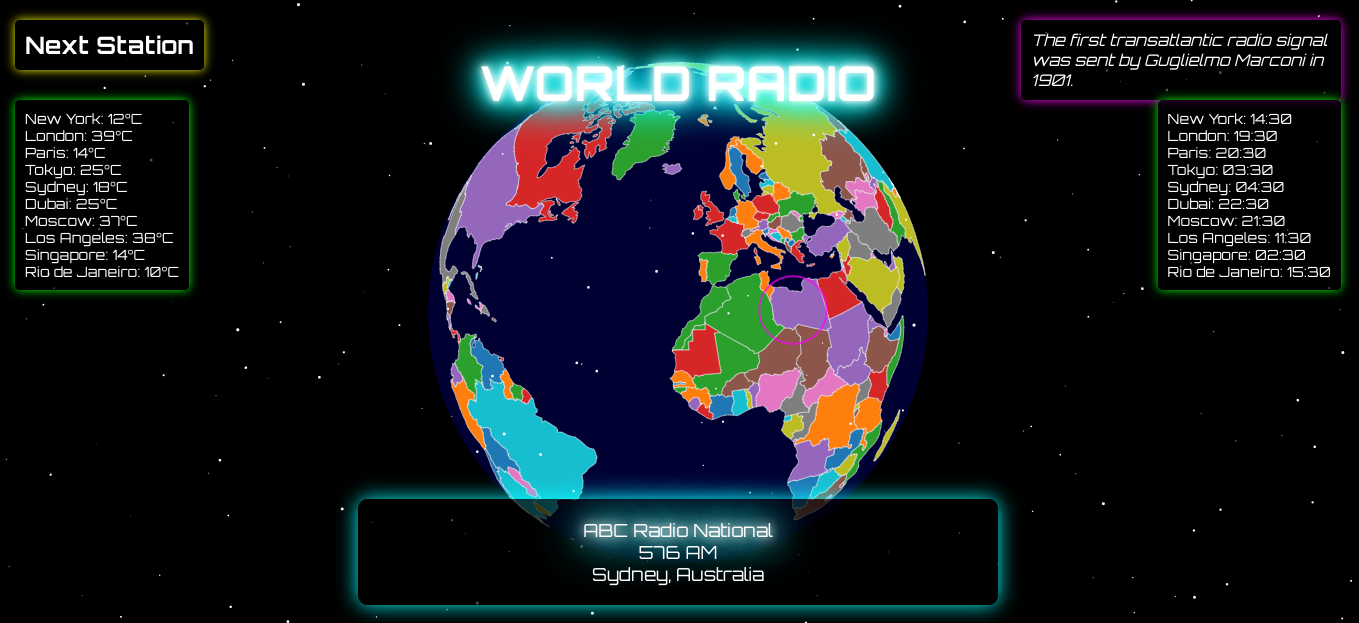 Next Station
WORLD RADIO
The first transatlantic radio signal
was sent by Guglielmo Marconi in
1901.
New York: 12°C
London: 39°C
Paris: 14°C
Tokyo: 25°C
Sydney: 18°C
Dubai: 25°C
Moscow: 37°C
Los Angeles: 38°C
Singapore: 14°C
Rio de Janeiro: 10°C
New York: 14:30
London: 19:30
Paris: 20:30
Tokyo: 03:30
Sydney: 04:30
Dubai: 22:30
Moscow: 21:30
Los Angeles: 11:30
Singapore: 02:30
Rio de Janeiro: 15:30
ABC Radio National
576 AM
Sydney, Australia